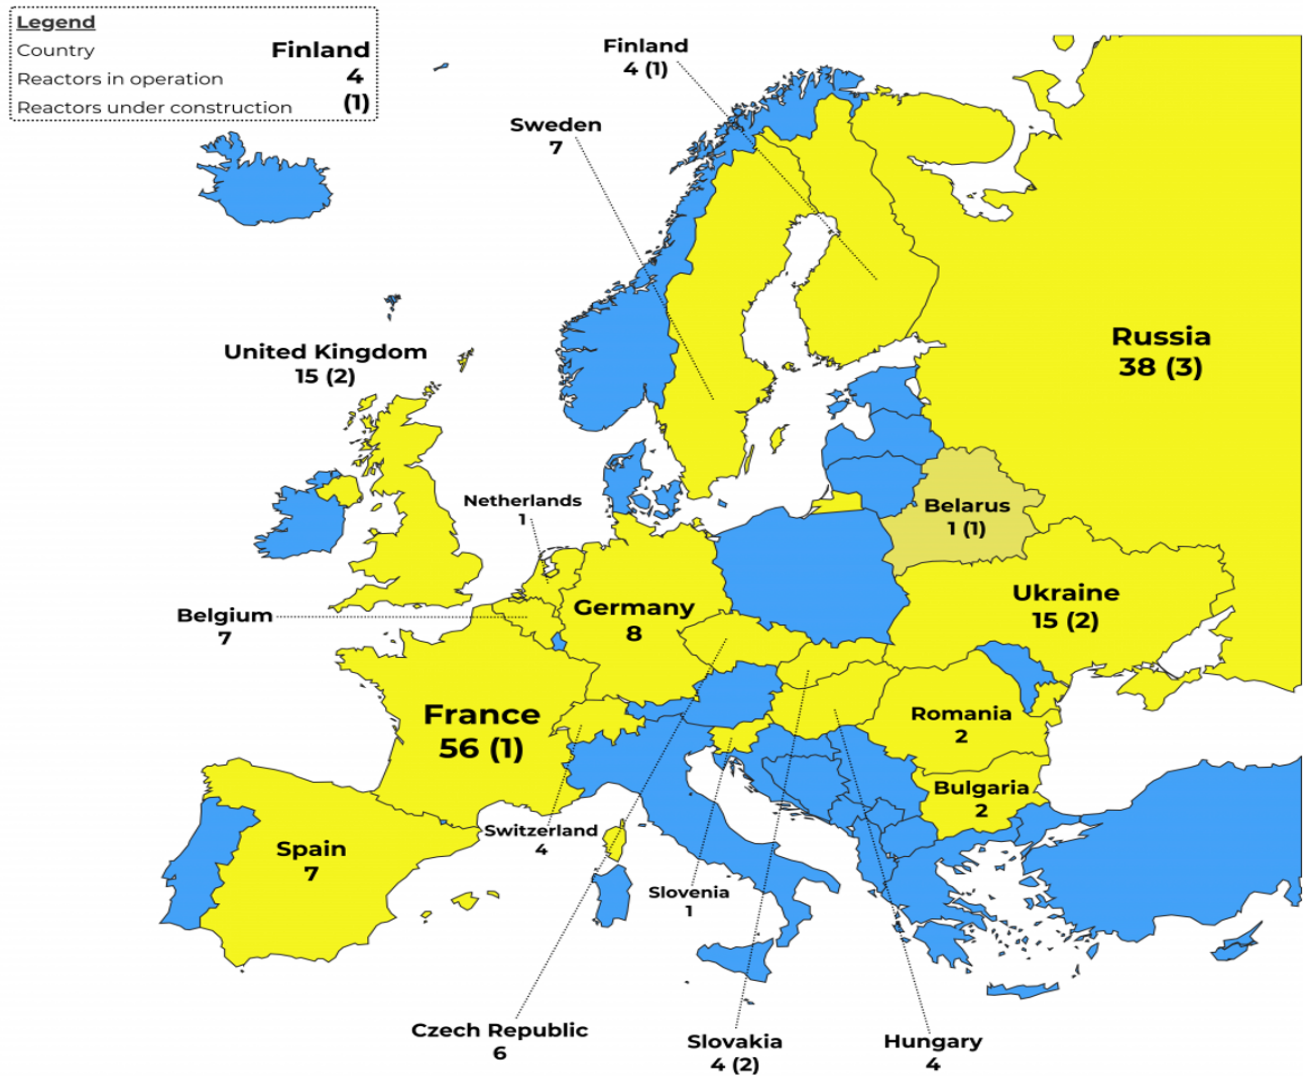 Legend
Country Finland
Reactors in operation 4
Reactors under construction (1)
Finland
4 (1)
Sweden
7
Russia
38 (3)
United Kingdom
15 (2)
Netherlands
1
Belarus
1 (1)
Ukraine
15 (2)
Belgium
7
Germany
8
France
56 (1)
Romania
2
Bulgaria
2
Switzerland
4
Spain
7
Slovenia
1
Czech Republic
6
Slovakia
4 (2)
Hungary
4